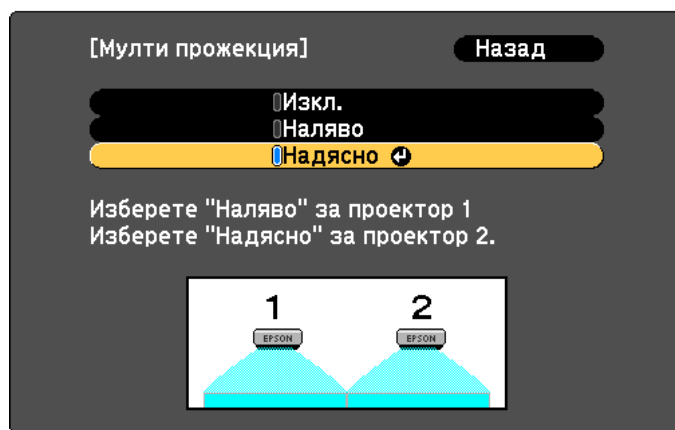 [Мулти прожекция] Назад
Изкл.
Наляво
Надясно
Изберете "Наляво" за проектор 1
Изберете "Надясно" за проектор 2.
1 2
EPSON EPSON